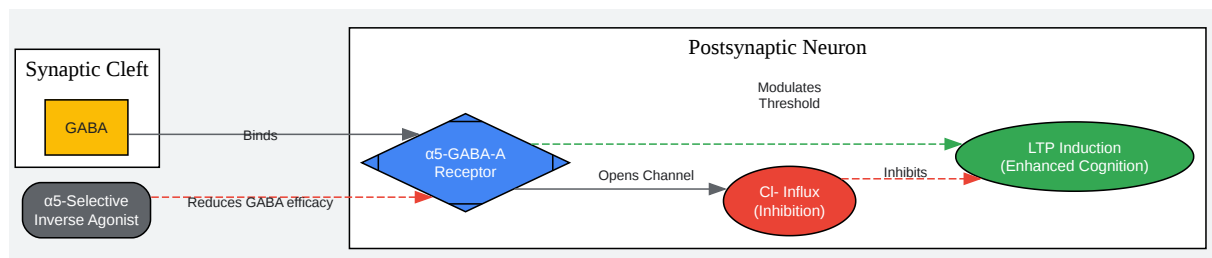 Synaptic Cleft
GABA
α5-Selective
Inverse Agonist
Binds
Reduces GABA efficacy
Postsynaptic Neuron
α5-GABA-A
Receptor
Modulates
Threshold
Opens Channel
Cl- Influx
(Inhibition)
Inhibits
LTP Induction
(Enhanced Cognition)